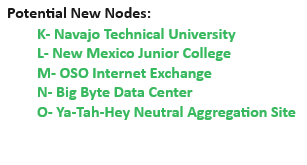 Potential New Nodes:
K- Navajo Technical University
L- New Mexico Junior College
M- OSO Internet Exchange
N- Big Byte Data Center
O- Ya-Tah-Hey Neutral Aggregation Site